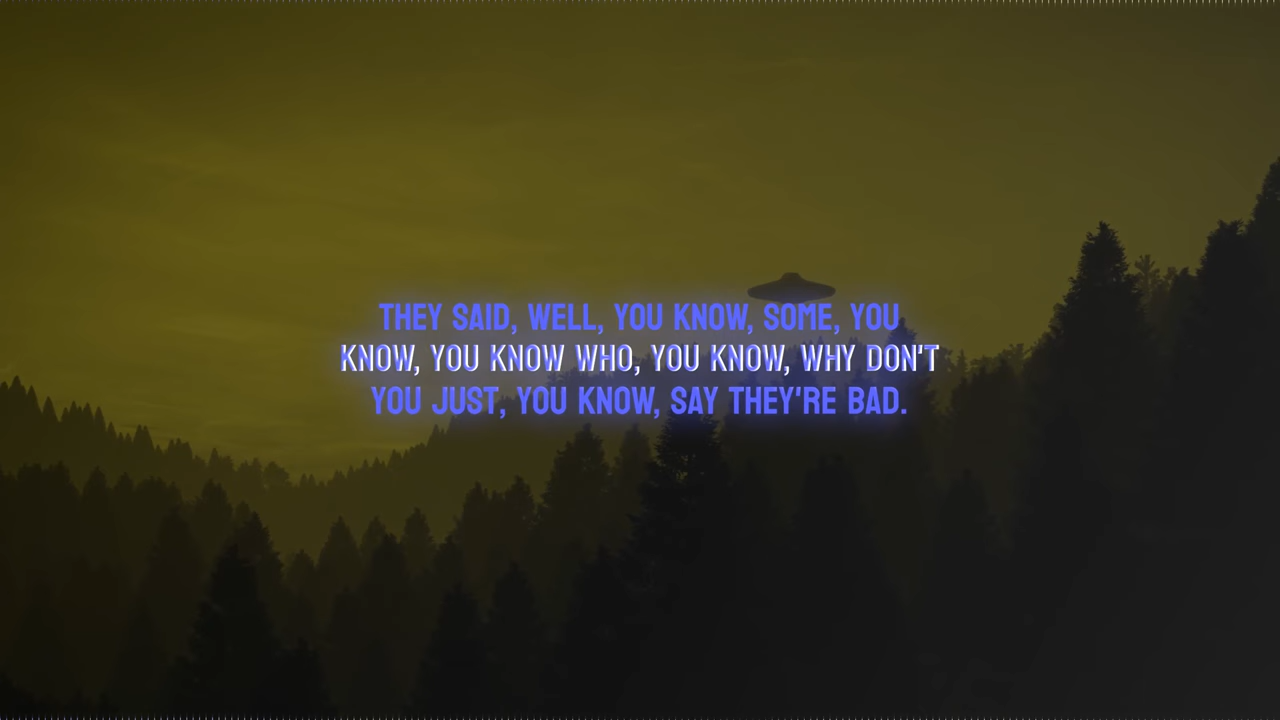 THEY SAID, WELL, YOU KNOW, SOME, YOU
KNOW, YOU KNOW WHO, YOU KNOW, WHY DON'T
YOU JUST, YOU KNOW, SAY THEY'RE BAD.